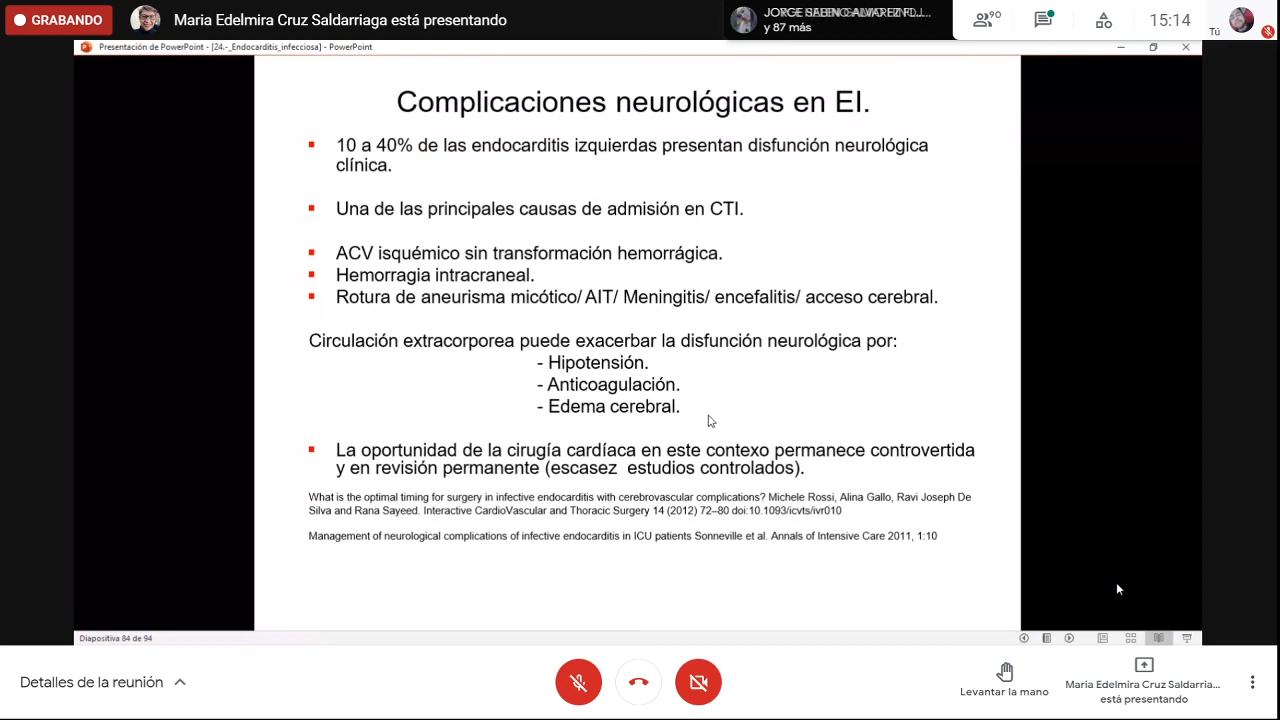 GRABANDO
Maria Edelmira Cruz Saldarriaga está presentando
y 87 más
90
15:14
Tú
Presentación de PowerPoint - [24.-_Endocarditis_infecciosa] - PowerPoint
Complicaciones neurológicas en EI.
10 a 40% de las endocarditis izquierdas presentan disfunción neurológica
clínica.
Una de las principales causas de admisión en CTI.
ACV isquémico sin transformación hemorrágica.
Hemorragia intracraneal.
Rotura de aneurisma micótico/ AIT/ Meningitis/ encefalitis/ acceso cerebral.
Circulación extracorporea puede exacerbar la disfunción neurológica por:
- Hipotensión.
- Anticoagulación.
- Edema cerebral.
La oportunidad de la cirugía cardíaca en este contexo permanece controvertida
y en revisión permanente (escasez estudios controlados).
What is the optimal timing for surgery in infective endocarditis with cerebrovascular complications? Michele Rossi, Alina Gallo, Ravi Joseph De
Silva and Rana Sayeed. Interactive CardioVascular and Thoracic Surgery 14 (2012) 72–80 doi:10.1093/icvts/ivr010
Management of neurological complications of infective endocarditis in ICU patients Sonneville et al. Annals of Intensive Care 2011, 1:10
Diapositiva 84 de 94
Detalles de la reunión
Levantar la mano
Maria Edelmira Cruz Saldarria...
está presentando